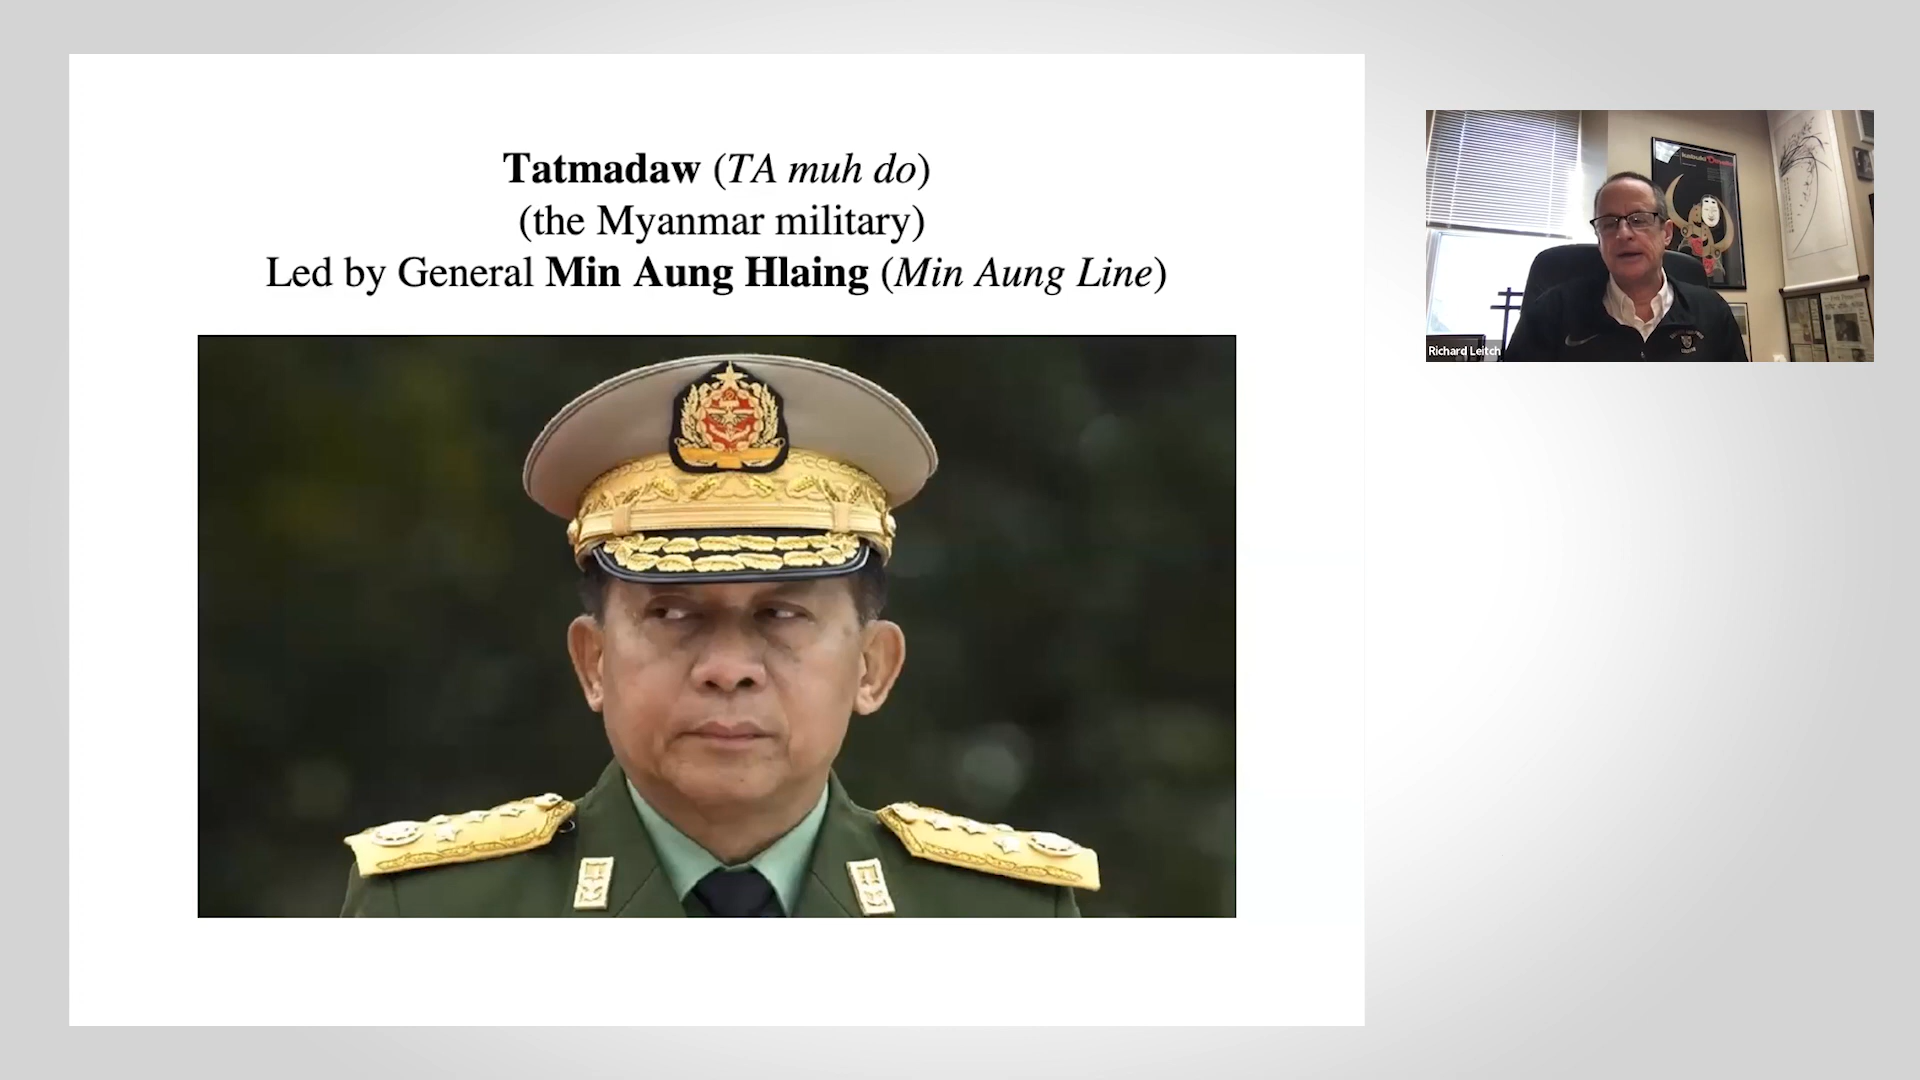 Tatmadaw (TA muh do)
(the Myanmar military)
Led by General Min Aung Hlaing (Min Aung Line)
Richard Leitch